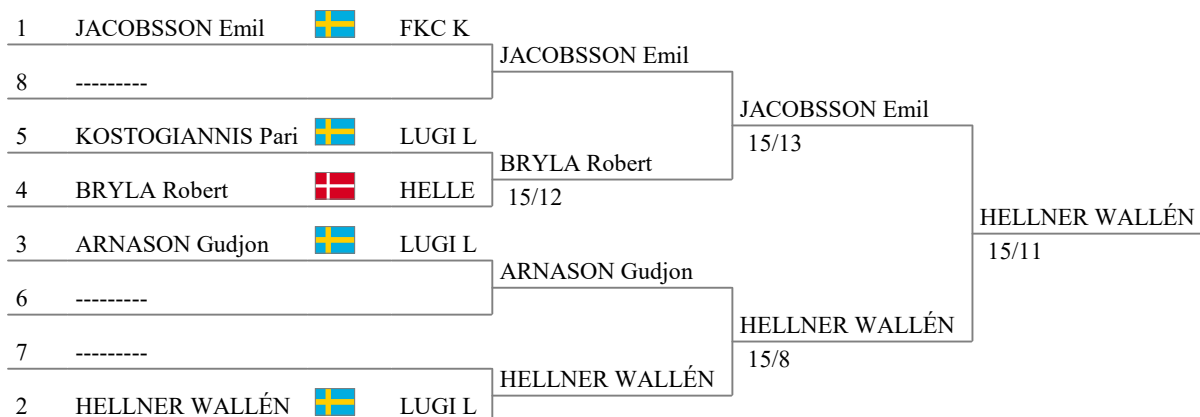 1 JACOBSSON Emil FKC K
JACOBSSON Emil
8 ---------
JACOBSSON Emil
15/13
5 KOSTOGIANNIS Pari LUGI L
BRYLA Robert
15/12
4 BRYLA Robert HELLE
HELLNER WALLÉN
15/11
3 ARNASON Gudjon LUGI L
ARNASON Gudjon
6 ---------
HELLNER WALLÉN
15/8
7 ---------
HELLNER WALLÉN
2 HELLNER WALLÉN LUGI L